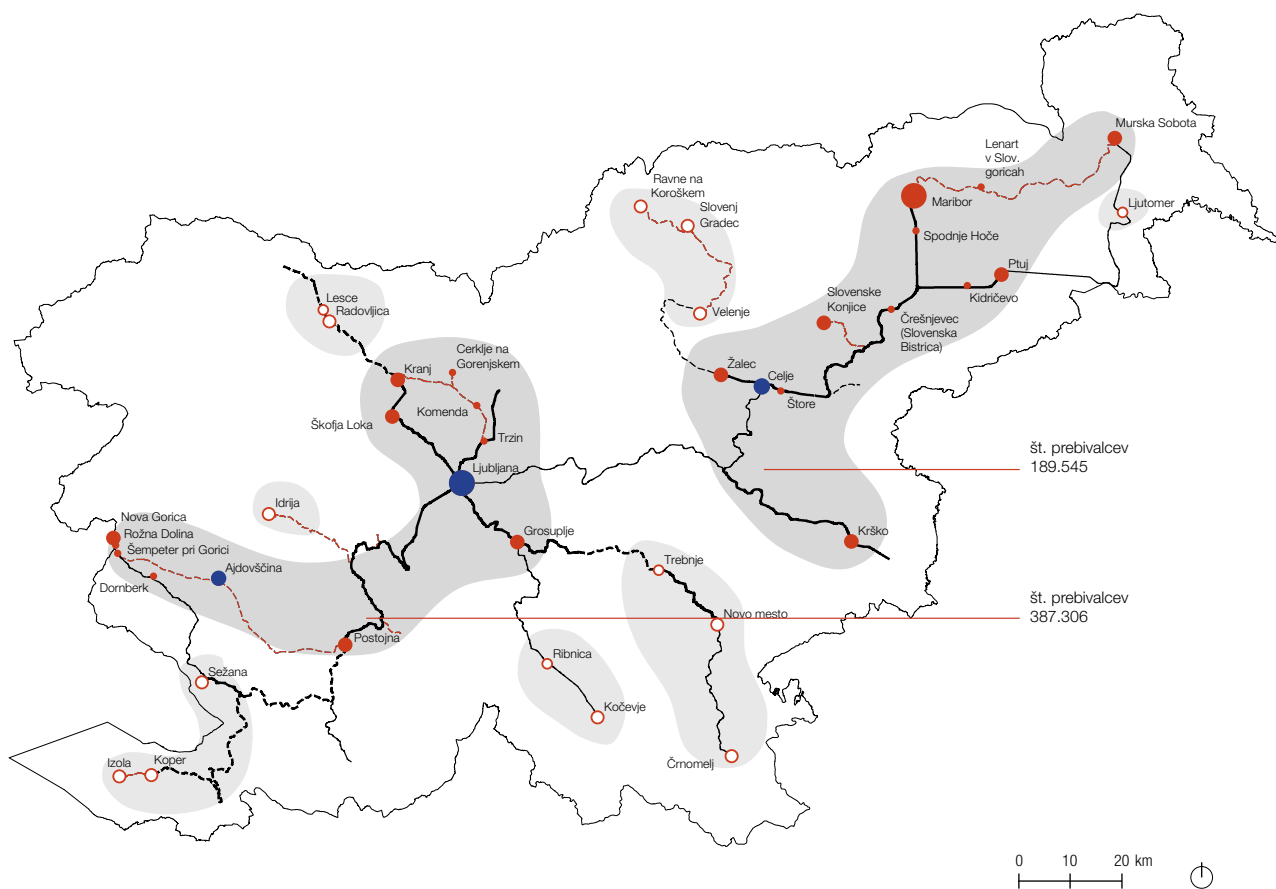 Murska Sobota
Lenart
v Slov.
goricah
Ravne na
Koroškem
Slovenj
Gradec
Maribor
Ljutomer
Spodnje Hoče
Ptuj
Kidričevo
Slovenske
Konjice
Črešnjevec
(Slovenska
Bistrica)
Velenje
Lesce
Radovljica
Cerklje na
Gorenjskem
Kranj
Žalec
Celje
Štore
Komenda
Škofja Loka
Trzin
Ljubljana
št. prebivalcev
189.545
Idrija
Nova Gorica
Rožna Dolina
Šempeter pri Gorici
Grosuplje
Krško
Ajdovščina
Dornberk
Trebnje
št. prebivalcev
387.306
Novo mesto
Postojna
Ribnica
Sežana
Kočevje
Izola
Koper
Črnomelj
0 10 20 km